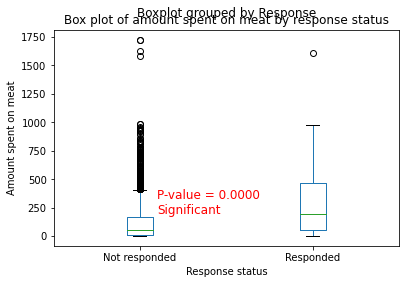 Boxplot grouped by Response
Box plot of amount spent on meat by response status
1750
1500
1250
1000
750
500
250
0
Amount spent on meat
P-value = 0.0000
Significant
Not responded
Responded
Response status